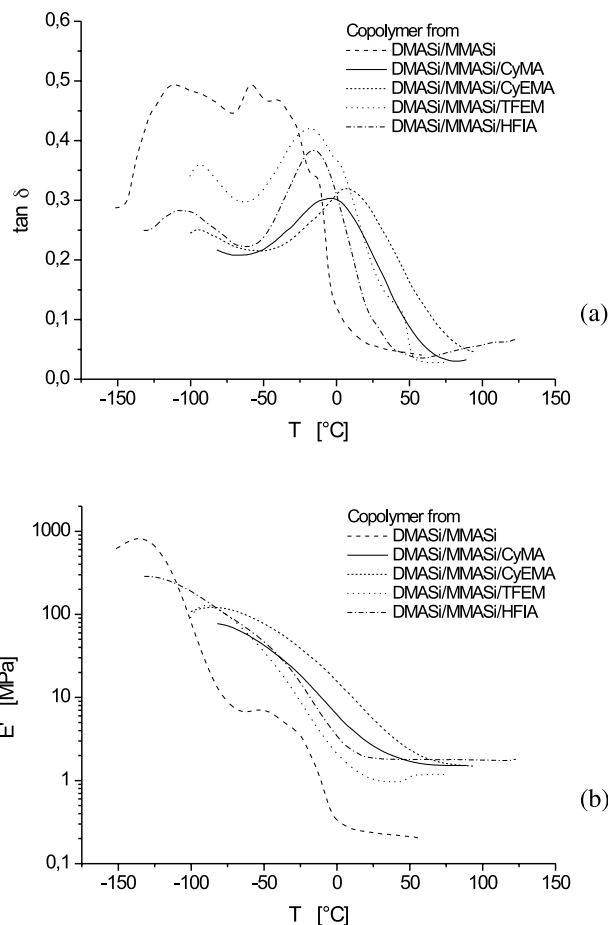 0,6
0,5
0,4
0,3
0,2
0,1
0,0
tan δ
Copolymer from
DMASi/MMASi
DMASi/MMASi/CyMA
DMASi/MMASi/CyEMA
DMASi/MMASi/TFEM
DMASi/MMASi/HFIA
-150 -100 -50 0 50 100 150
T [°C]
(a)
1000
100
10
1
0,1
E' [MPa]
Copolymer from
DMASi/MMASi
DMASi/MMASi/CyMA
DMASi/MMASi/CyEMA
DMASi/MMASi/TFEM
DMASi/MMASi/HFIA
-150 -100 -50 0 50 100 150
T [°C]
(b)